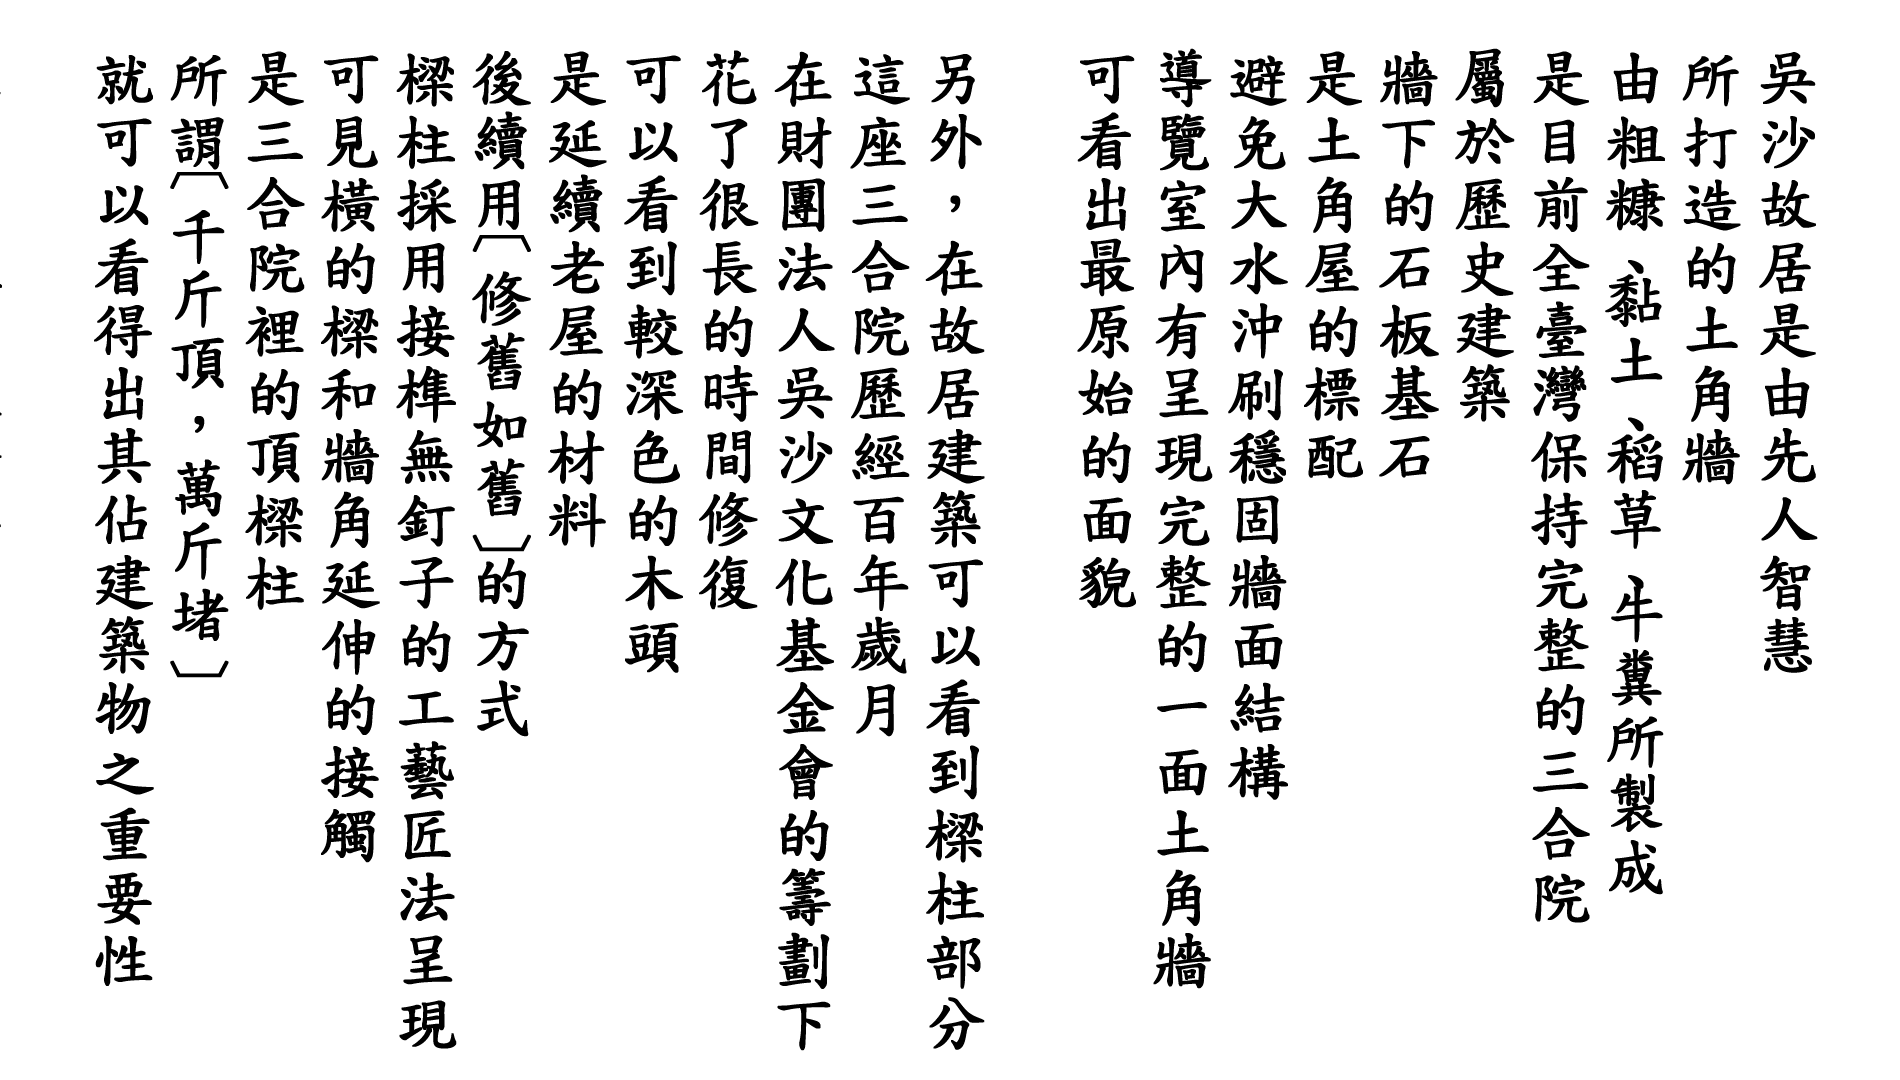 吳沙故居是由先人智慧
所打造的土角牆
由粗糠、黏土、稻草、牛糞所製成
是目前全臺灣保持完整的三合院
屬於歷史建築
牆下的石板基石
是土角屋的標配
避免大水沖刷穩固牆面結構
導覽室內有呈現完整的一面土角牆
可看出最原始的面貌
另外，在故居建築可以看到樑柱部分
這座三合院歷經百年歲月
在財團法人吳沙文化基金會的籌劃下
花了很長的時間修復
可以看到較深色的木頭
是延續老屋的材料
後續用〔修舊如舊〕的方式
樑柱採用接榫無釘子的工藝匠法呈現
可見橫的樑和牆角延伸的接觸
是三合院裡的頂樑柱
所謂〔千斤頂，萬斤堵〕
就可以看得出其佔建築物之重要性